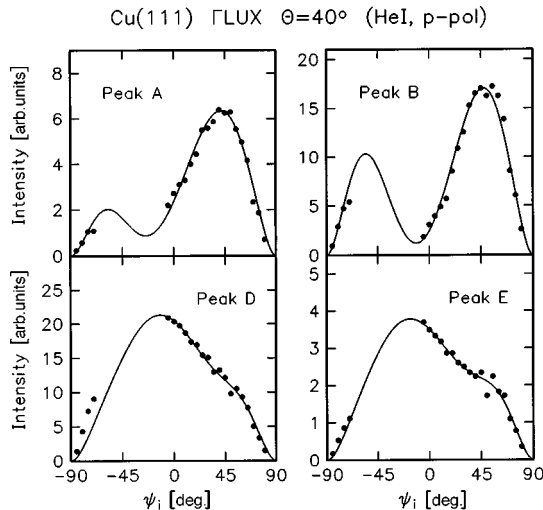 Cu(111) ΓLUX Θ=40° (HeI, p-pol)
Intensity [arb.units]
8
6
4
2
0
Peak A
20
15
10
5
0
Peak B
Intensity [arb.units]
25
20
15
10
5
0
Peak D
5
4
3
2
1
0
Peak E
-90 -45 0 45 90
-90 -45 0 45 90
ψi [deg.]
ψi [deg.]